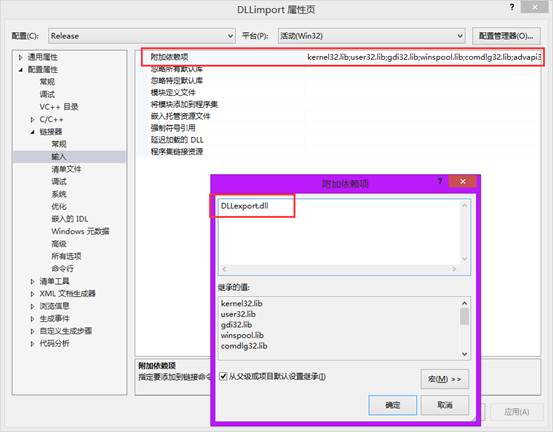 DLLimport 属性页
配置(C): Release 平台(P): 活动(Win32) 配置管理器(O)...
通用属性
配置属性
常规
调试
VC++ 目录
C/C++
链接器
常规
输入
清单文件
调试
系统
优化
嵌入的 IDL
Windows 元数据
高级
所有选项
命令行
清单工具
XML 文档生成器
浏览信息
生成事件
自定义生成步骤
代码分析
附加依赖项 kernel32.lib;user32.lib;gdi32.lib;winspool.lib;comdlg32.lib;advapi3
忽略所有默认库
忽略特定默认库
模块定义文件
将模块添加到程序集
嵌入托管资源文件
强制符号引用
延迟加载的 DLL
程序集链接资源
附加依赖项
指定要添加到链接命令
附加依赖项
DLLexport.dll
继承的值:
kernel32.lib
user32.lib
gdi32.lib
winspool.lib
comdlg32.lib
从父级或项目默认设置继承(I)
宏(M) >>
确定 取消
应用(A)